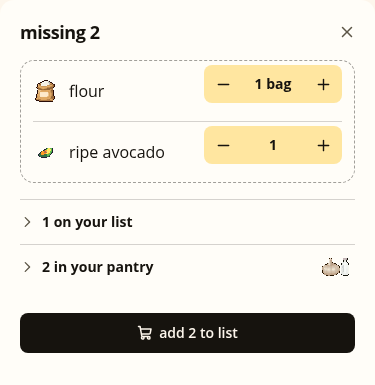 missing 2
flour
1 bag
ripe avocado
1
1 on your list
2 in your pantry
add 2 to list